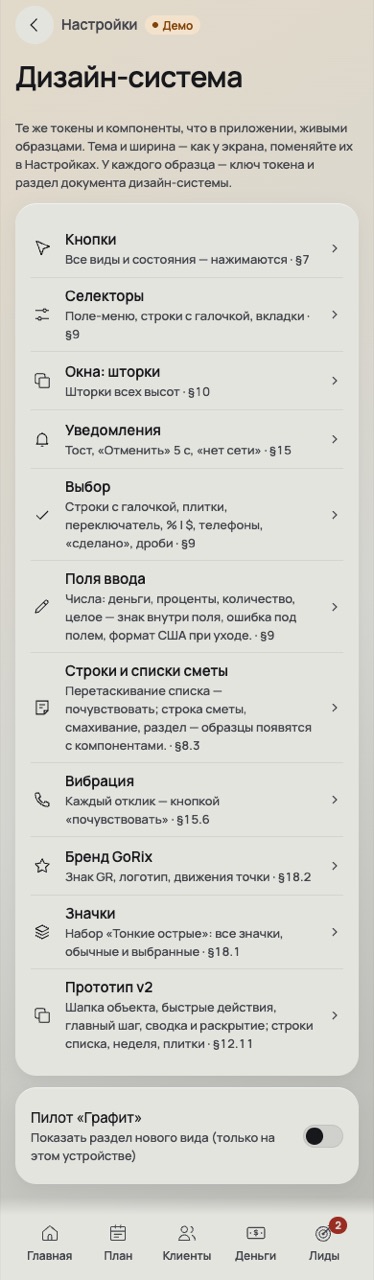 Настройки
Демо
Дизайн-система
Те же токены и компоненты, что в приложении, живыми
образцами. Тема и ширина — как у экрана, поменяйте их
в Настройках. У каждого образца — ключ токена и
раздел документа дизайн-системы.
Кнопки
Все виды и состояния — нажимаются · §7
Селекторы
Поле-меню, строки с галочкой, вкладки ·
§9
Окна: шторки
Шторки всех высот · §10
Уведомления
Тост, «Отменить» 5 с, «нет сети» · §15
Выбор
Строки с галочкой, плитки,
переключатель, % | $, телефоны,
«сделано», дроби · §9
Поля ввода
Числа: деньги, проценты, количество,
целое — знак внутри поля, ошибка под
полем, формат США при уходе. · §9
Строки и списки сметы
Перетаскивание списка —
почувствовать; строка сметы,
смахивание, раздел — образцы появятся
с компонентами. · §8.3
Вибрация
Каждый отклик — кнопкой
«почувствовать» · §15.6
Бренд GoRix
Знак GR, логотип, движения точки · §18.2
Значки
Набор «Тонкие острые»: все значки,
обычные и выбранные · §18.1
Прототип v2
Шапка объекта, быстрые действия,
главный шаг, сводка и раскрытие; строки
списка, неделя, плитки · §12.11
Пилот «Графит»
Показать раздел нового вида (только на
этом устройстве)
2
Главная План Клиенты Деньги Лиды